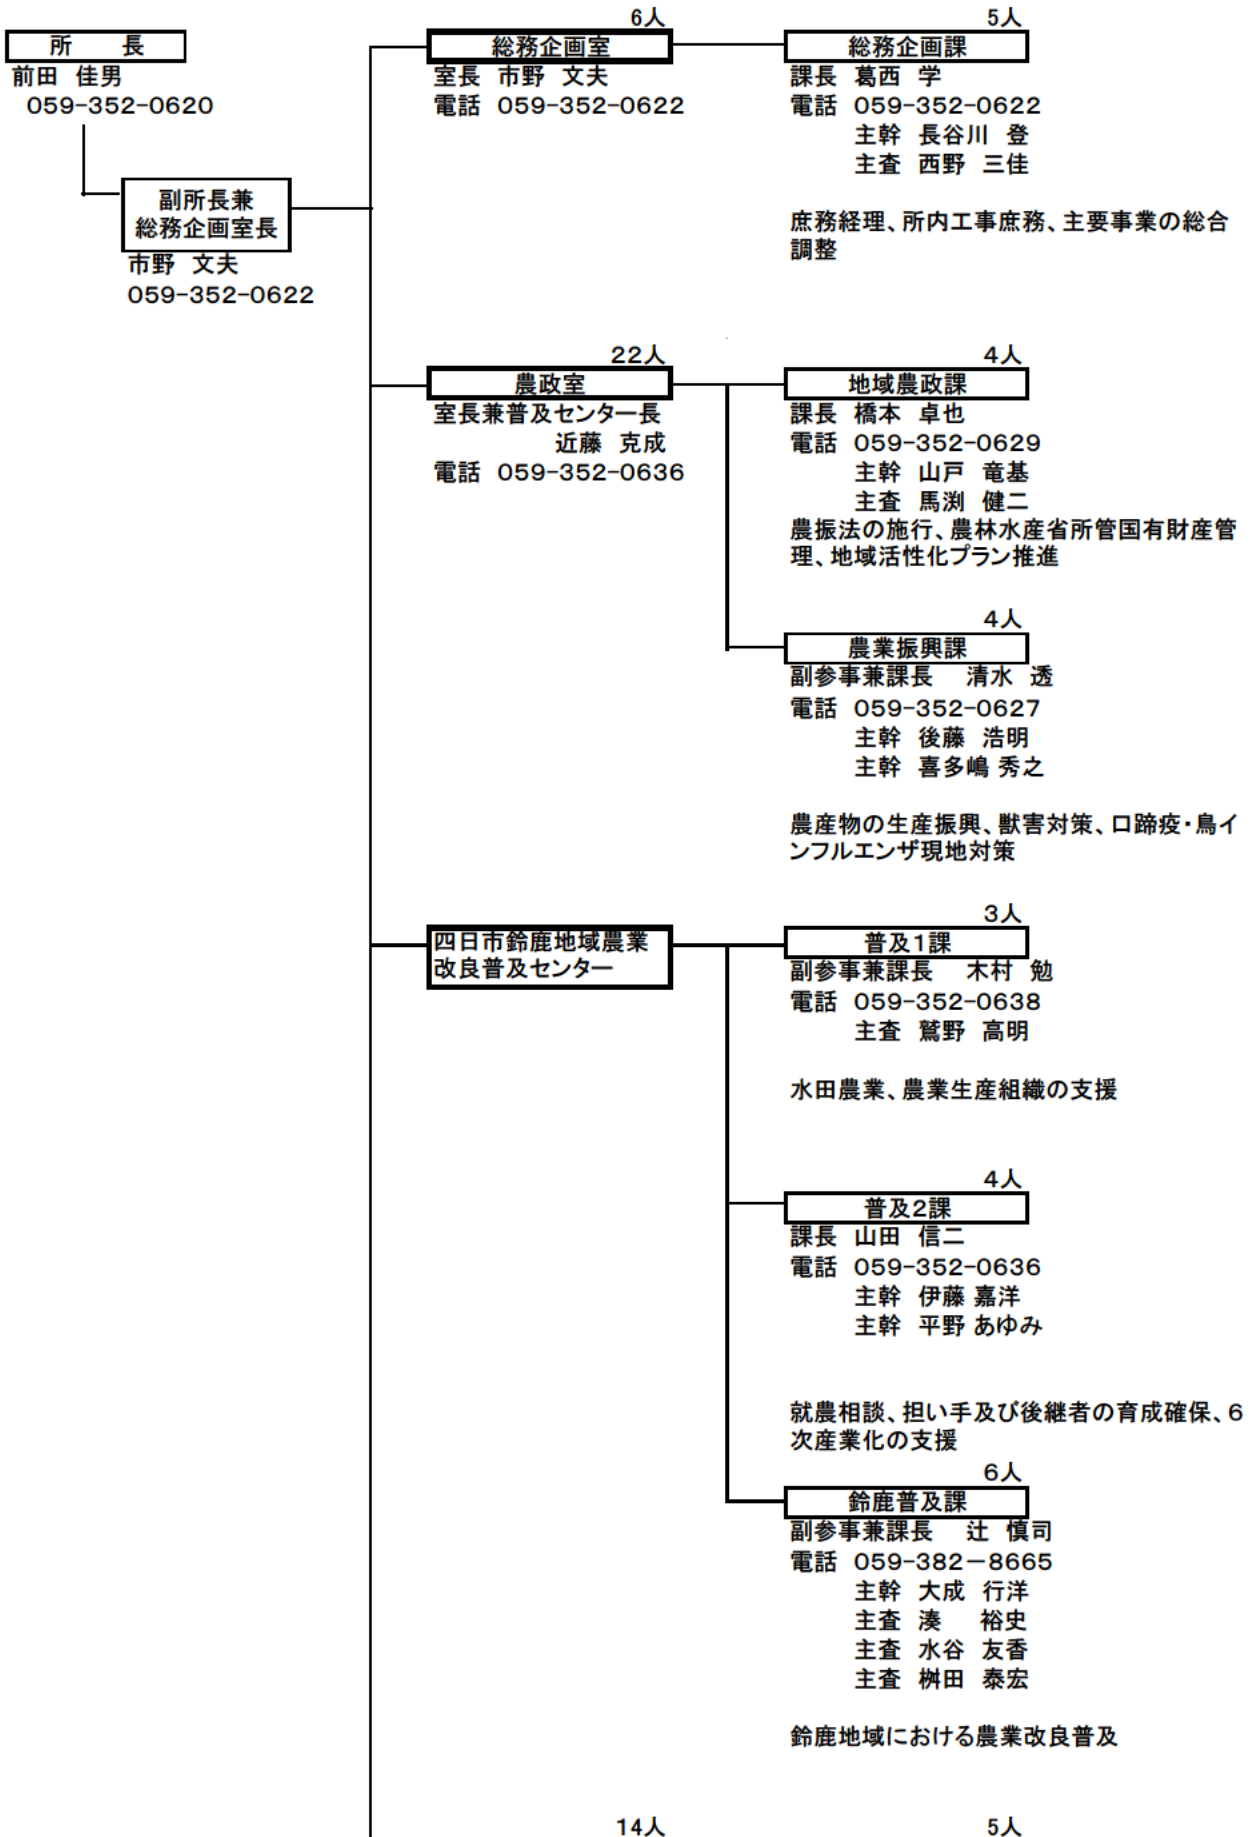 所　　長
前田 佳男
059-352-0620
副所長兼
総務企画室長
市野 文夫
059-352-0622
6人
総務企画室
室長 市野 文夫
電話 059-352-0622
5人
総務企画課
課長 葛西 学
電話 059-352-0622
主幹 長谷川 登
主査 西野 三佳
庶務経理、所内工事庶務、主要事業の総合
調整
22人
農政室
室長兼普及センター長
近藤 克成
電話 059-352-0636
4人
地域農政課
課長 橋本 卓也
電話 059-352-0629
主幹 山戸 竜基
主査 馬渕 健二
農振法の施行、農林水産省所管国有財産管
理、地域活性化プラン推進
4人
農業振興課
副参事兼課長　清水 透
電話 059-352-0627
主幹 後藤 浩明
主幹 喜多嶋 秀之
農産物の生産振興、獣害対策、口蹄疫・鳥イ
ンフルエンザ現地対策
四日市鈴鹿地域農業
改良普及センター
3人
普及1課
副参事兼課長　木村 勉
電話 059-352-0638
主査 鷲野 高明
水田農業、農業生産組織の支援
4人
普及2課
課長 山田 信二
電話 059-352-0636
主幹 伊藤 嘉洋
主幹 平野 あゆみ
就農相談、担い手及び後継者の育成確保、6
次産業化の支援
6人
鈴鹿普及課
副参事兼課長　辻 慎司
電話 059-382－8665
主幹 大成 行洋
主査 湊　裕史
主査 水谷 友香
主査 桝田 泰宏
鈴鹿地域における農業改良普及
14人
5人